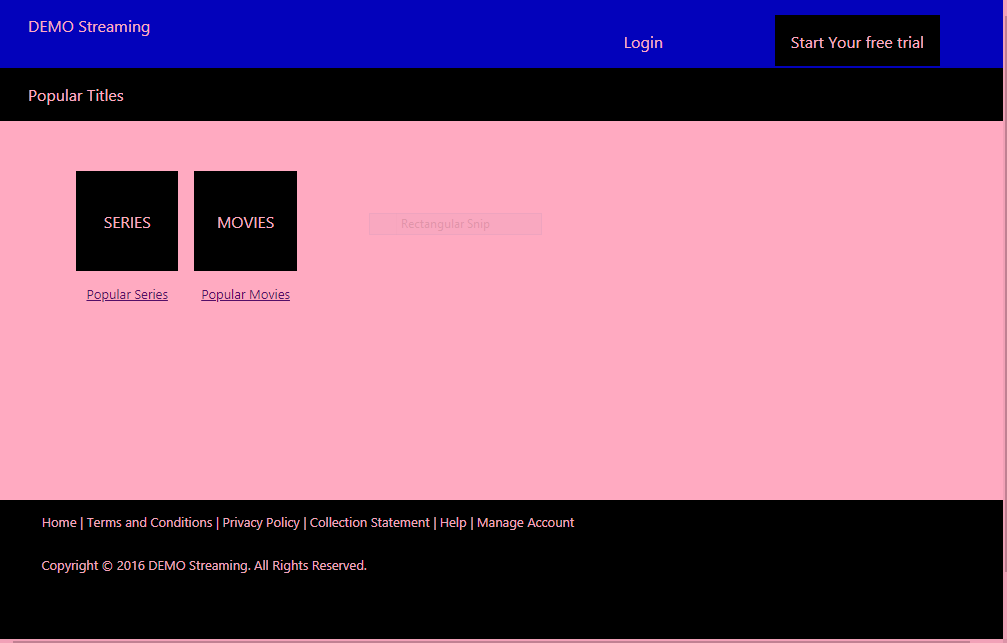 DEMO Streaming
Login
Start Your free trial
Popular Titles
SERIES
MOVIES
Rectangular Snip
Popular Series
Popular Movies
Home | Terms and Conditions | Privacy Policy | Collection Statement | Help | Manage Account
Copyright © 2016 DEMO Streaming. All Rights Reserved.